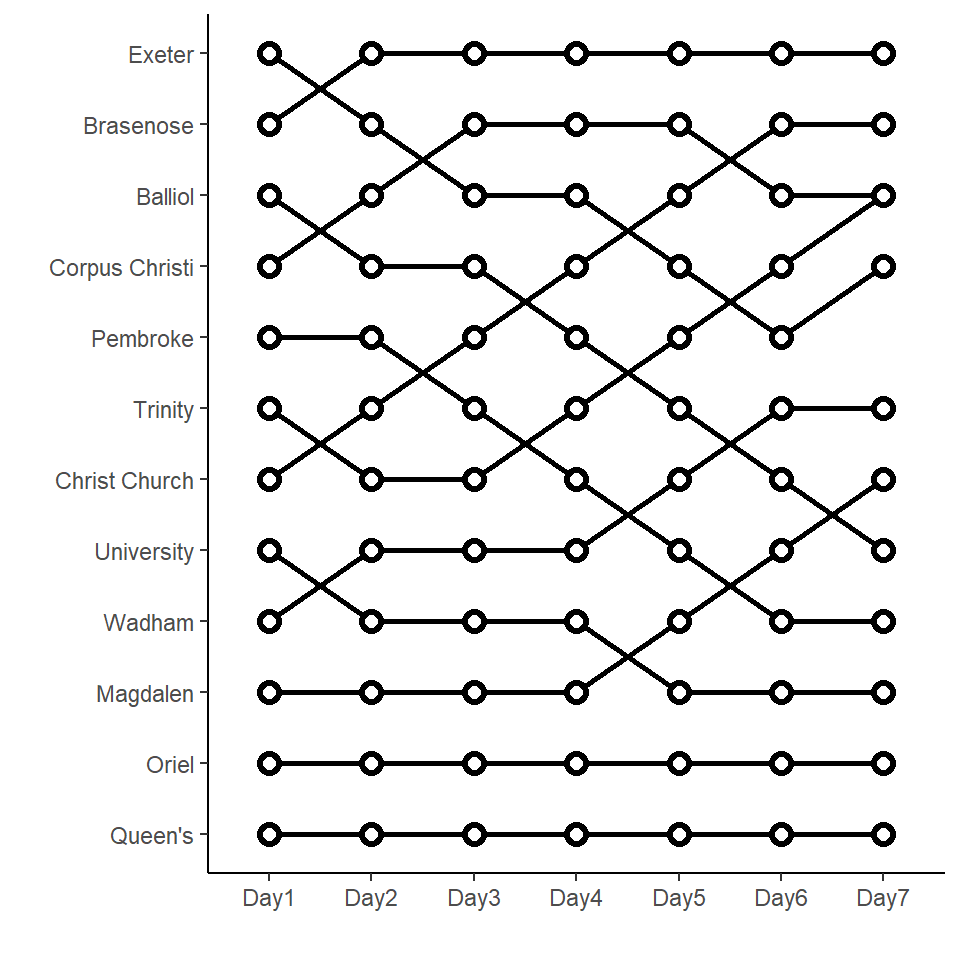 Exeter
Brasenose
Balliol
Corpus Christi
Pembroke
Trinity
Christ Church
University
Wadham
Magdalen
Oriel
Queen's
Day1 Day2 Day3 Day4 Day5 Day6 Day7